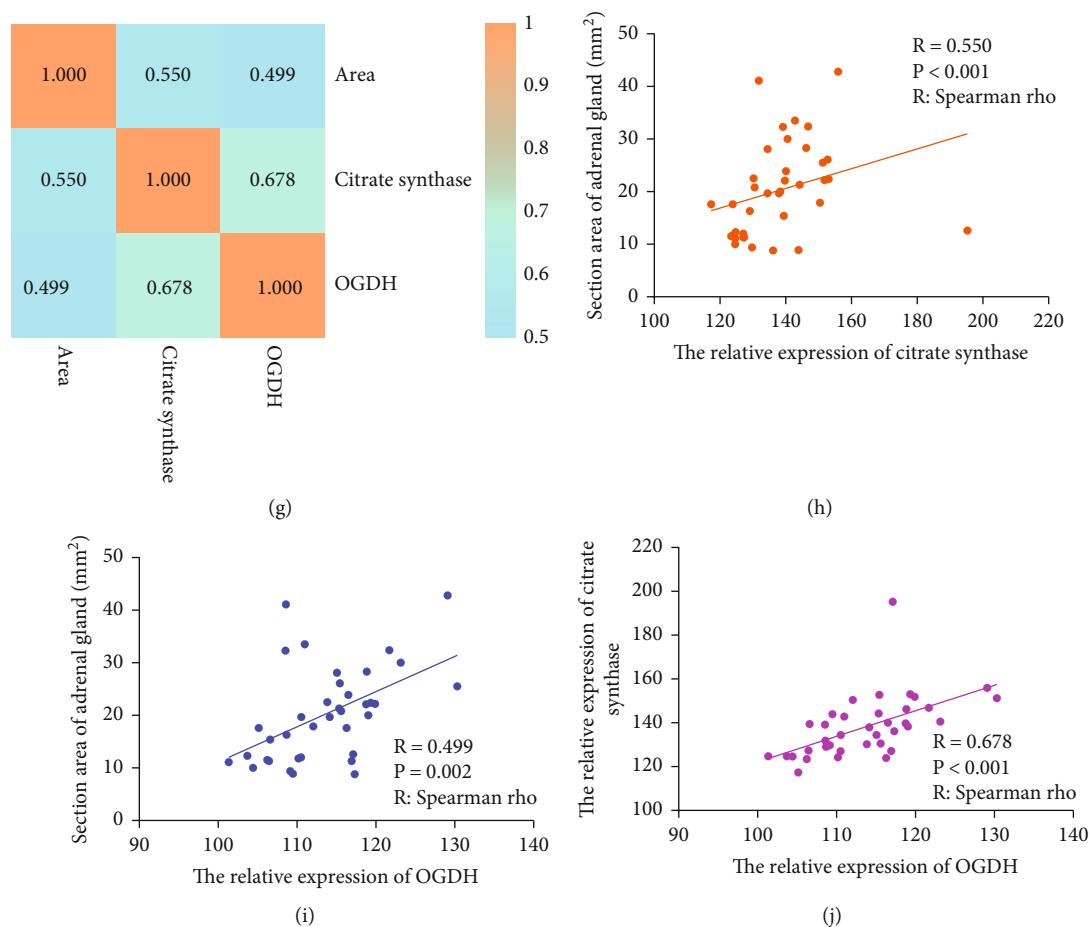 1.000 0.550 0.499 Area
0.550 1.000 0.678 Citrate synthase
0.499 0.678 1.000 OGDH
Area
Citrate synthase
OGDH
1
0.9
0.8
0.7
0.6
0.5
(g)
Section area of adrenal gland (mm²)
50
40
30
20
10
0
R = 0.550
P < 0.001
R: Spearman rho
100 120 140 160 180 200 220
The relative expression of citrate synthase
(h)
Section area of adrenal gland (mm²)
50
40
30
20
10
0
R = 0.499
P = 0.002
R: Spearman rho
90 100 110 120 130 140
The relative expression of OGDH
(i)
The relative expression of citrate
synthase
220
200
180
160
140
120
100
R = 0.678
P < 0.001
R: Spearman rho
90 100 110 120 130 140
The relative expression of OGDH
(j)